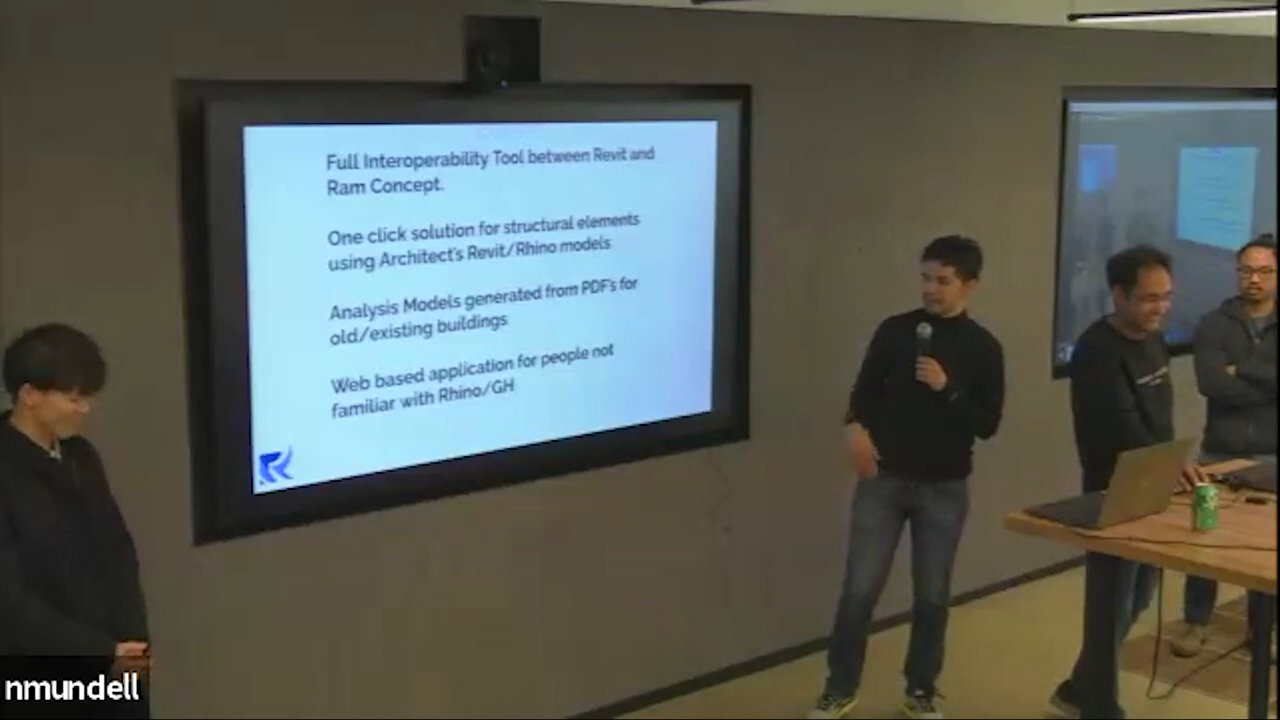 Full Interoperability Tool between Revit and
Ram Concept.
One click solution for structural elements
using Architect's Revit/Rhino models
Analysis Models generated from PDF's for
old/existing buildings
Web based application for people not
familiar with Rhino/GH
nmundell